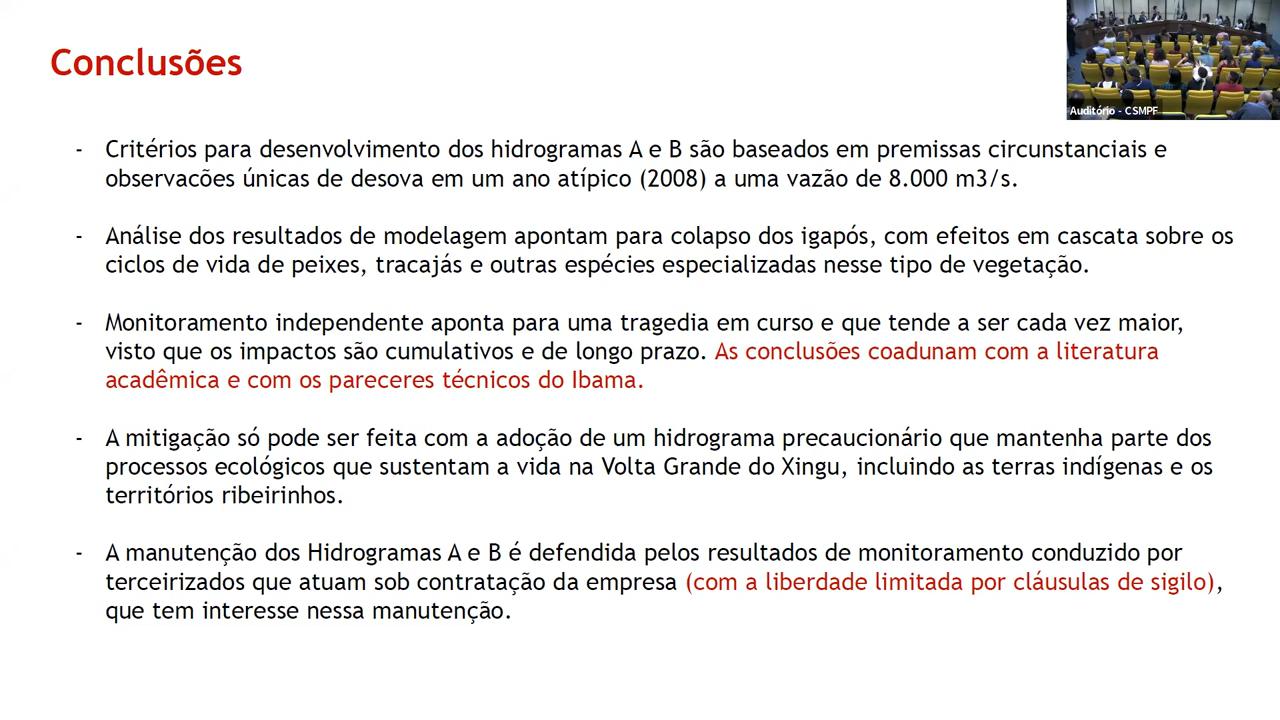 Conclusões
Auditório - CSMPF
- Critérios para desenvolvimento dos hidrogramas A e B são baseados em premissas circunstanciais e
observacões únicas de desova em um ano atípico (2008) a uma vazão de 8.000 m3/s.
- Análise dos resultados de modelagem apontam para colapso dos igapós, com efeitos em cascata sobre os
ciclos de vida de peixes, tracajás e outras espécies especializadas nesse tipo de vegetação.
- Monitoramento independente aponta para uma tragedia em curso e que tende a ser cada vez maior,
visto que os impactos são cumulativos e de longo prazo. As conclusões coadunam com a literatura
acadêmica e com os pareceres técnicos do Ibama.
- A mitigação só pode ser feita com a adoção de um hidrograma precaucionário que mantenha parte dos
processos ecológicos que sustentam a vida na Volta Grande do Xingu, incluindo as terras indígenas e os
territórios ribeirinhos.
- A manutenção dos Hidrogramas A e B é defendida pelos resultados de monitoramento conduzido por
terceirizados que atuam sob contratação da empresa (com a liberdade limitada por cláusulas de sigilo),
que tem interesse nessa manutenção.